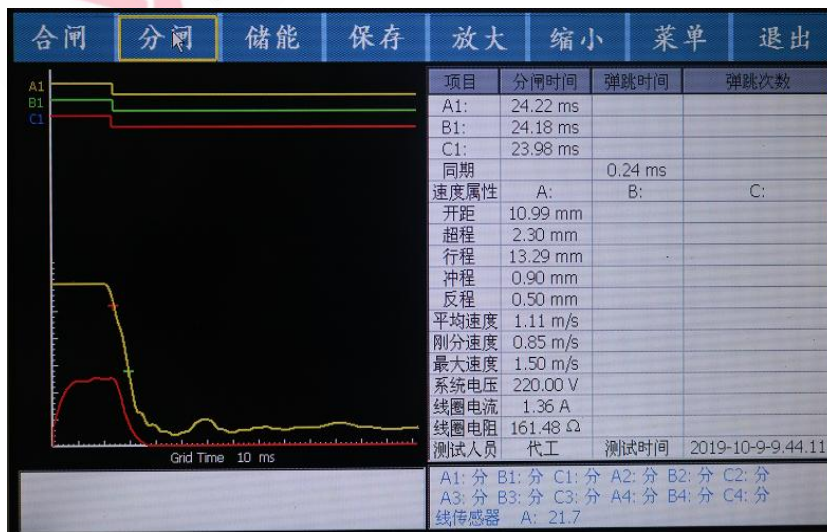 合闸 分闸 储能 保存 放大 缩小 菜单 退出
A1
B1
C1
Grid Time 10 ms
项目 分闸时间 弹跳时间 弹跳次数
A1: 24.22 ms
B1: 24.18 ms
C1: 23.98 ms
同期 0.24 ms
速度属性 A: B: C:
开距 10.99 mm
超程 2.30 mm
行程 13.29 mm
冲程 0.90 mm
反程 0.50 mm
平均速度 1.11 m/s
刚分速度 0.85 m/s
最大速度 1.50 m/s
系统电压 220.00 V
线圈电流 1.36 A
线圈电阻 161.48 Ω
测试人员 代工 测试时间 2019-10-9-9.44.11
A1: 分 B1: 分 C1: 分 A2: 分 B2: 分 C2: 分
A3: 分 B3: 分 C3: 分 A4: 分 B4: 分 C4: 分
线传感器 A: 21.7